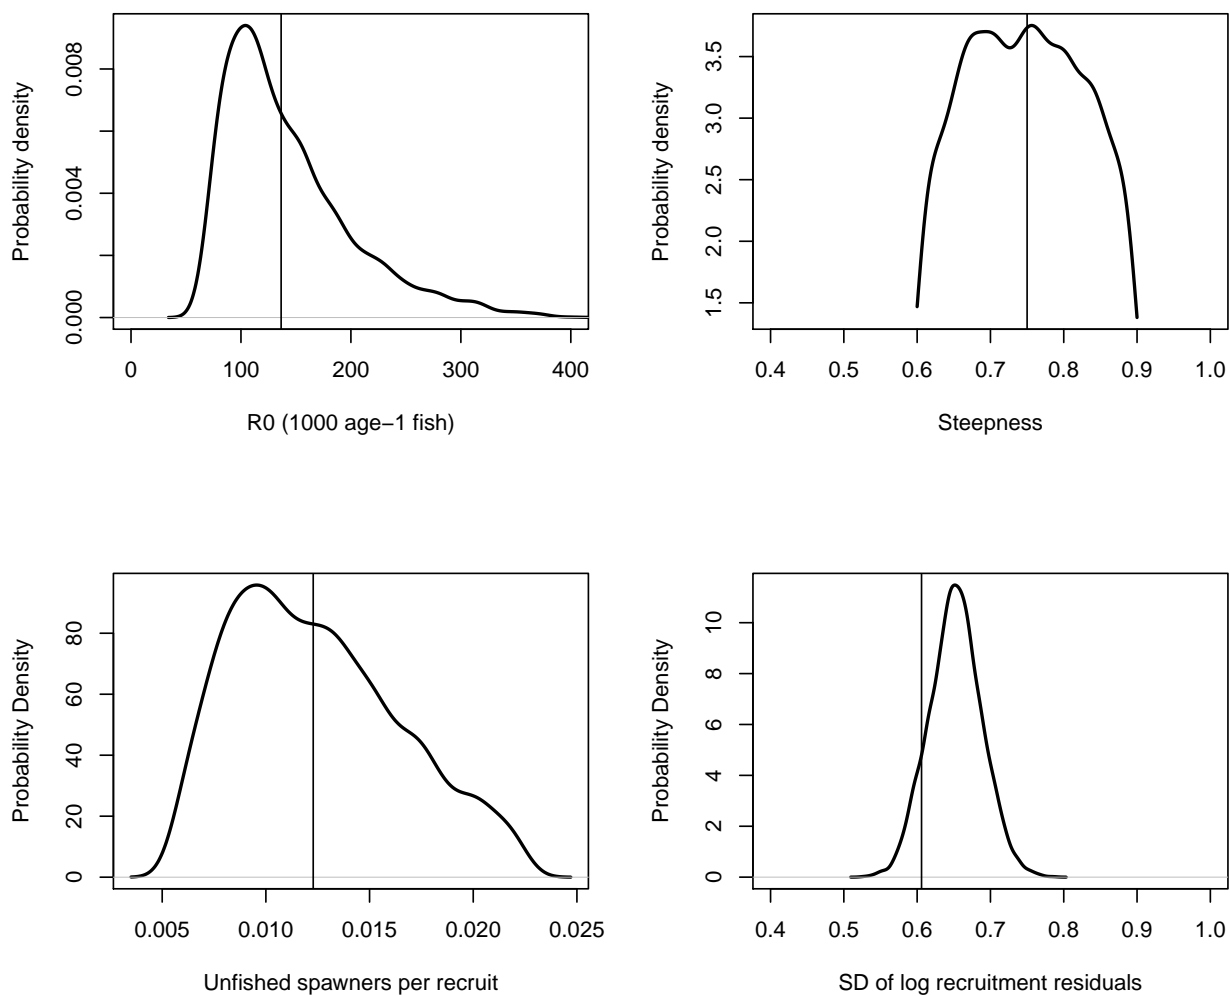 Probability density
0.000
0.004
0.008
0 100 200 300 400
R0 (1000 age−1 fish)
Probability density
1.5
2.0
2.5
3.0
3.5
0.4 0.5 0.6 0.7 0.8 0.9 1.0
Steepness
Probability Density
0
20
40
60
80
0.005 0.010 0.015 0.020 0.025
Unfished spawners per recruit
Probability Density
0
2
4
6
8
10
0.4 0.5 0.6 0.7 0.8 0.9 1.0
SD of log recruitment residuals